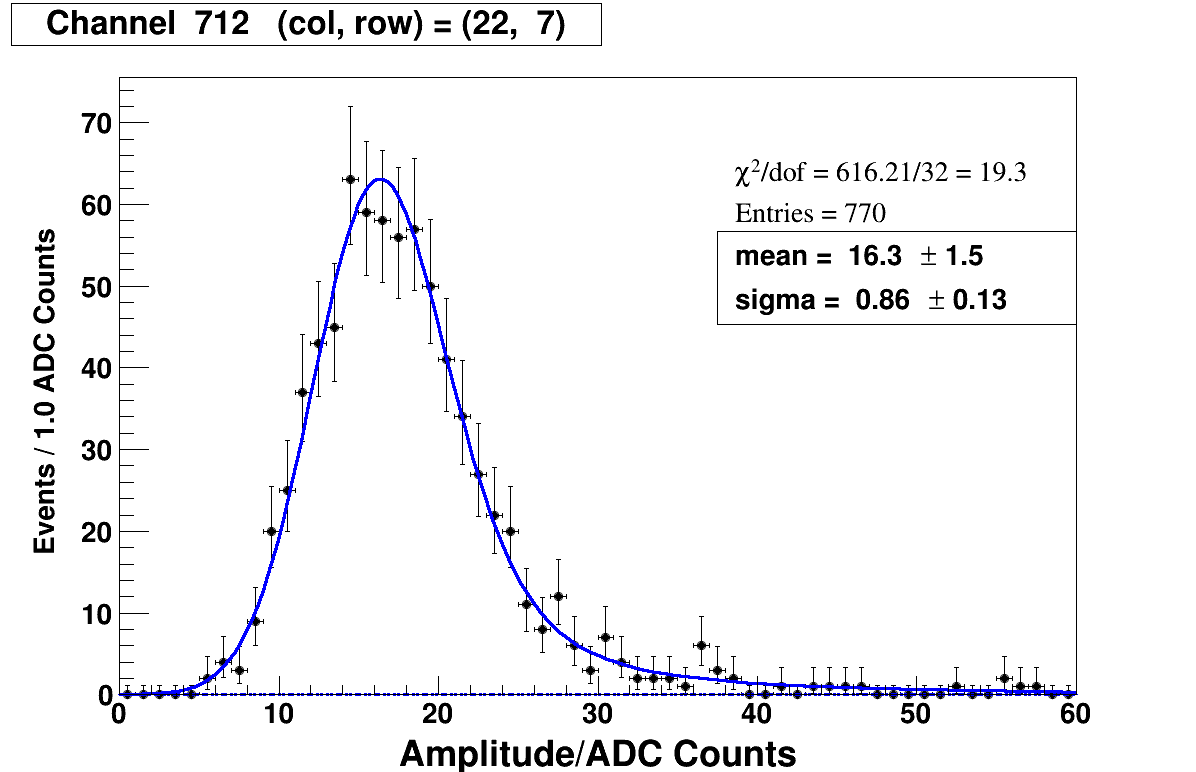 Channel 712 (col, row) = (22, 7)
χ²/dof = 616.21/32 = 19.3
Entries = 770
mean = 16.3 ± 1.5
sigma = 0.86 ± 0.13
Events / 1.0 ADC Counts
70
60
50
40
30
20
10
0
0 10 20 30 40 50 60
Amplitude/ADC Counts